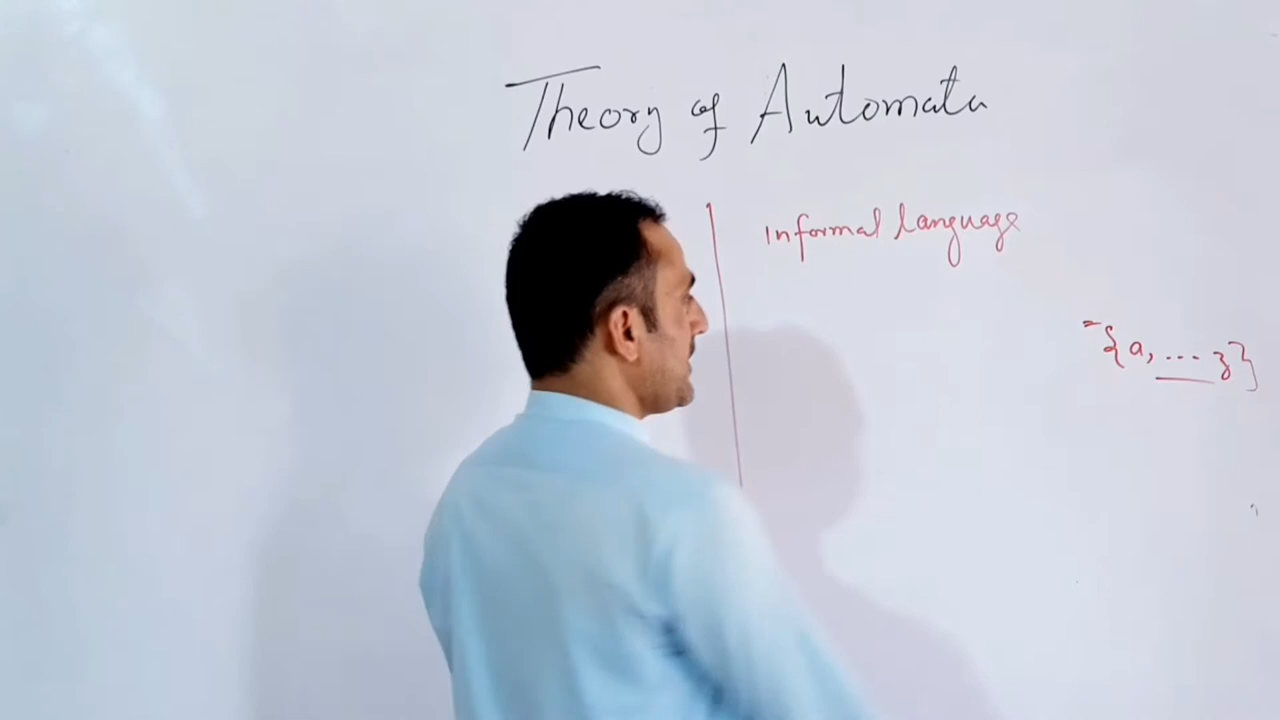 Theory of Automata
Informal language
= {a, ... z}